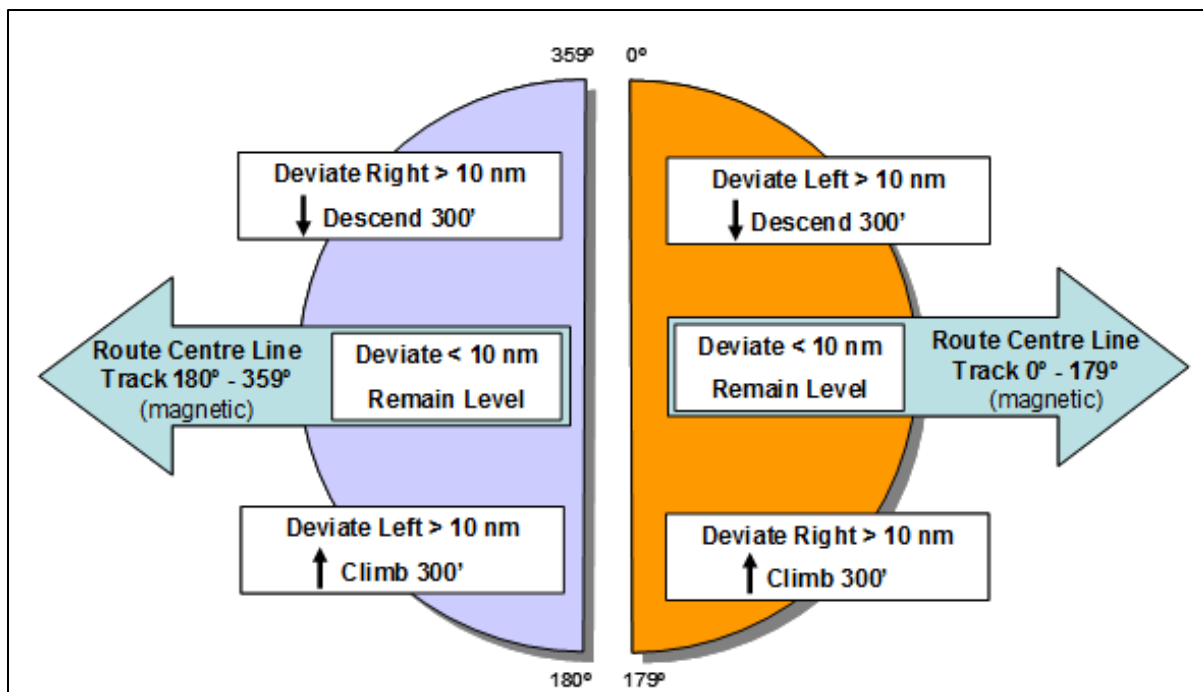 359º
0º
Deviate Right > 10 nm
Descend 300'
Deviate Left > 10 nm
Descend 300'
Route Centre Line
Track 180º - 359º
(magnetic)
Deviate < 10 nm
Remain Level
Deviate < 10 nm
Remain Level
Route Centre Line
Track 0º - 179º
(magnetic)
Deviate Left > 10 nm
Climb 300'
Deviate Right > 10 nm
Climb 300'
180º
179º